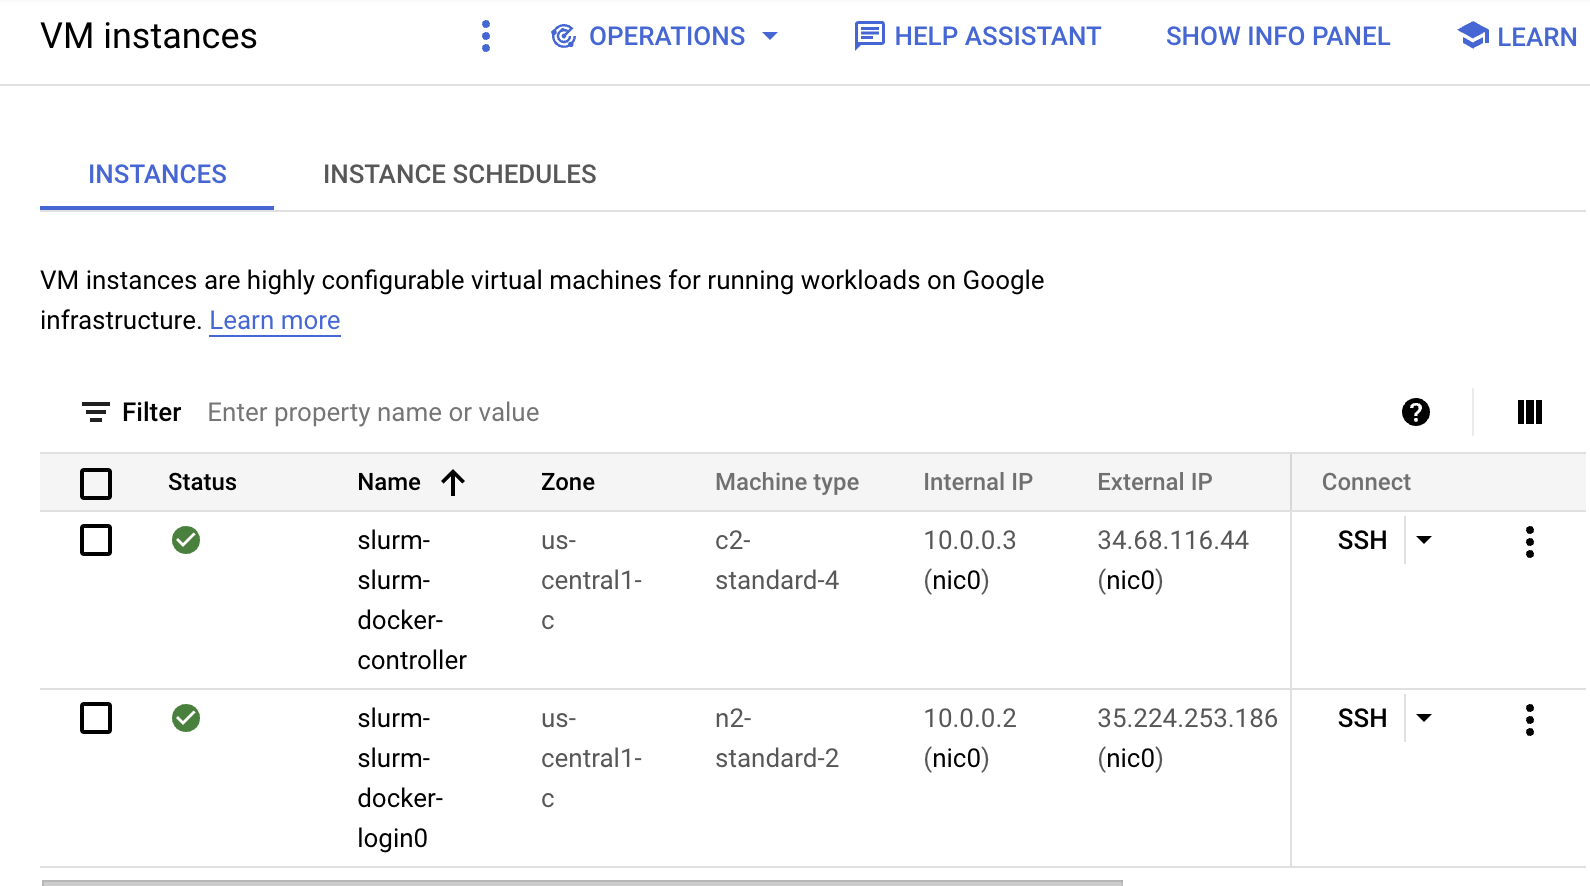 VM instances
OPERATIONS
HELP ASSISTANT
SHOW INFO PANEL
LEARN
INSTANCES
INSTANCE SCHEDULES
VM instances are highly configurable virtual machines for running workloads on Google
infrastructure. Learn more
Filter Enter property name or value
Status Name Zone Machine type Internal IP External IP Connect
slurm- us- c2- 10.0.0.3 34.68.116.44 SSH
slurm- central1- standard-4 (nic0) (nic0)
docker- c
controller
slurm- us- n2- 10.0.0.2 35.224.253.186 SSH
slurm- central1- standard-2 (nic0) (nic0)
docker- c
login0